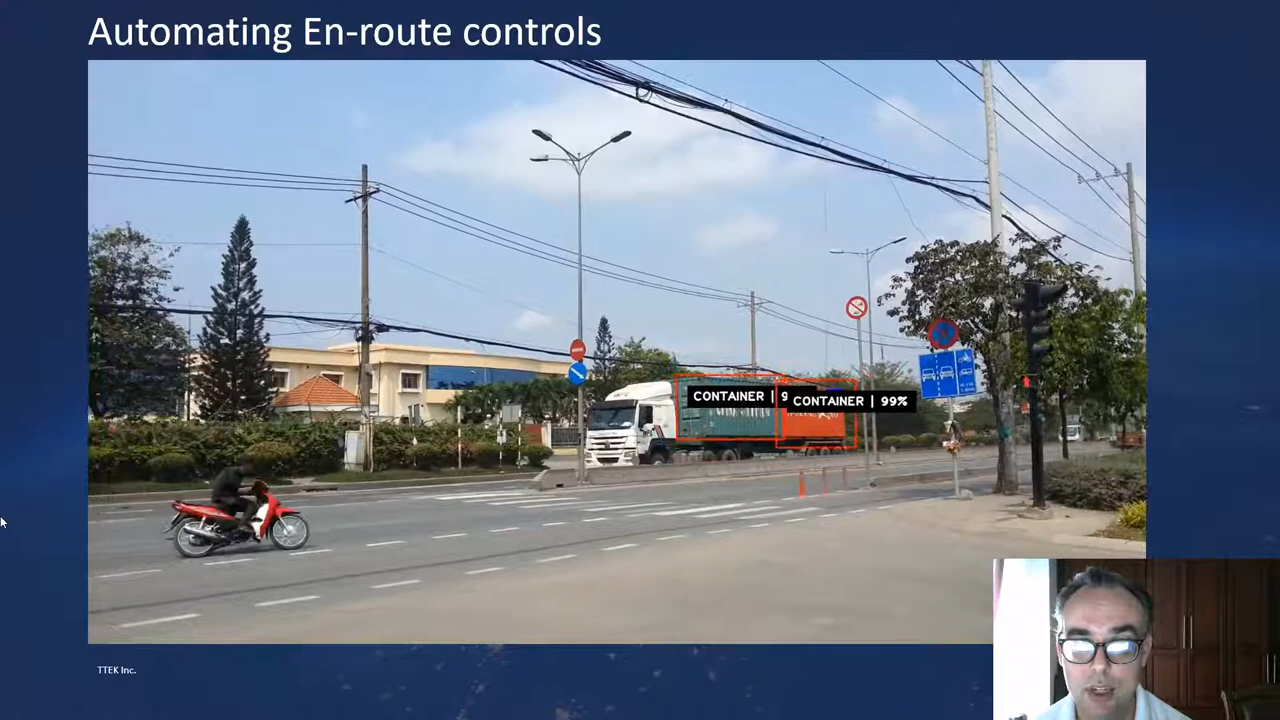 Automating En-route controls
CONTAINER | 9
CONTAINER | 99%
TTEK Inc.